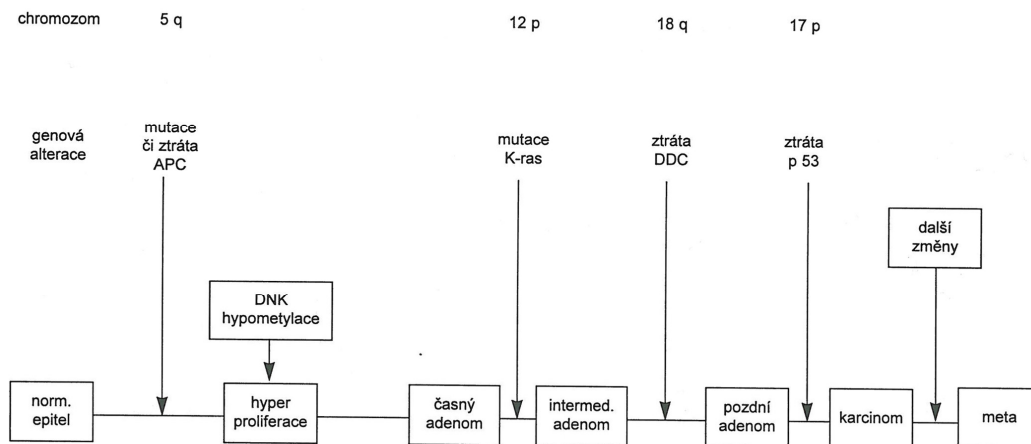 chromozom 5 q 12 p 18 q 17 p
genová
alterace
mutace
či ztráta
APC
mutace
K-ras
ztráta
DDC
ztráta
p 53
další
změny
DNK
hypometylace
norm.
epitel
hyper
proliferace
časný
adenom
intermed.
adenom
pozdní
adenom
karcinom
meta